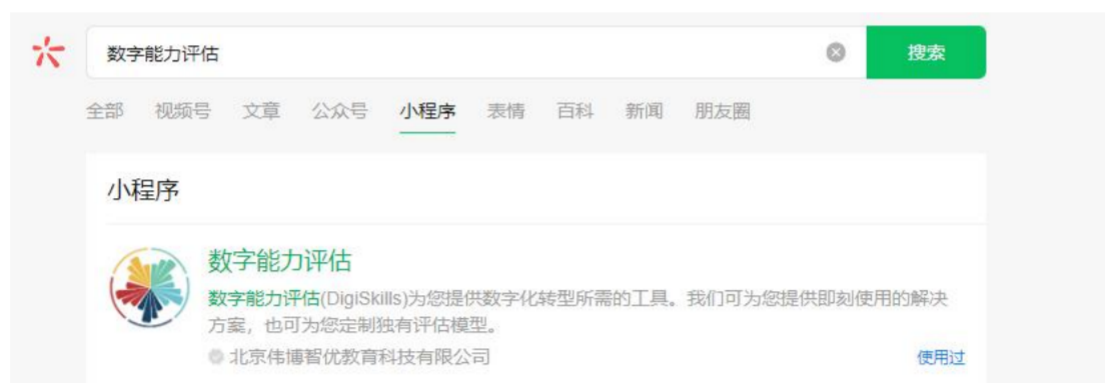 数字能力评估
搜索
全部 视频号 文章 公众号 小程序 表情 百科 新闻 朋友圈
小程序
数字能力评估
数字能力评估(DigiSkills)为您提供数字化转型所需的工具。我们可为您提供即刻使用的解决
方案，也可为您定制独有评估模型。
北京伟博智优教育科技有限公司
使用过